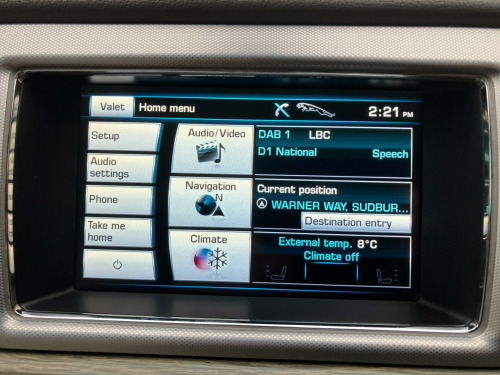 Valet
Home menu
2:21 PM
Setup
Audio settings
Phone
Take me home
Audio/Video
Navigation
N
Climate
DAB 1 LBC
D1 National Speech
Current position
WARNER WAY, SUDBUR...
Destination entry
External temp. 8°C
Climate off